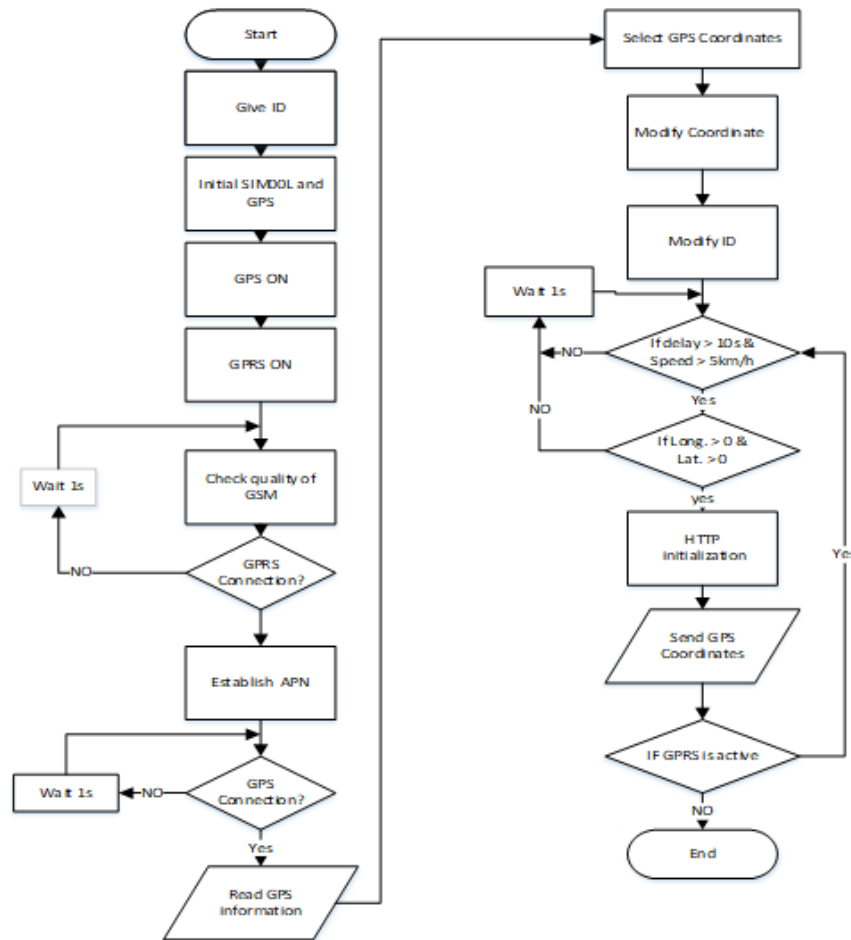 Start
Give ID
Initial SIM00L and
GPS
GPS ON
GPRS ON
Wait 1s
Check quality of
GSM
NO
GPRS
Connection?
Establish APN
Wait 1s
NO
GPS
Connection?
Yes
Read GPS
information
Select GPS Coordinates
Modify Coordinate
Modify ID
Wait 1s
If delay > 10s &
Speed > 5km/h
NO
Yes
NO
If Long. > 0 &
Lat. > 0
yes
HTTP
initialization
Yes
Send GPS
Coordinates
IF GPRS is active
NO
End